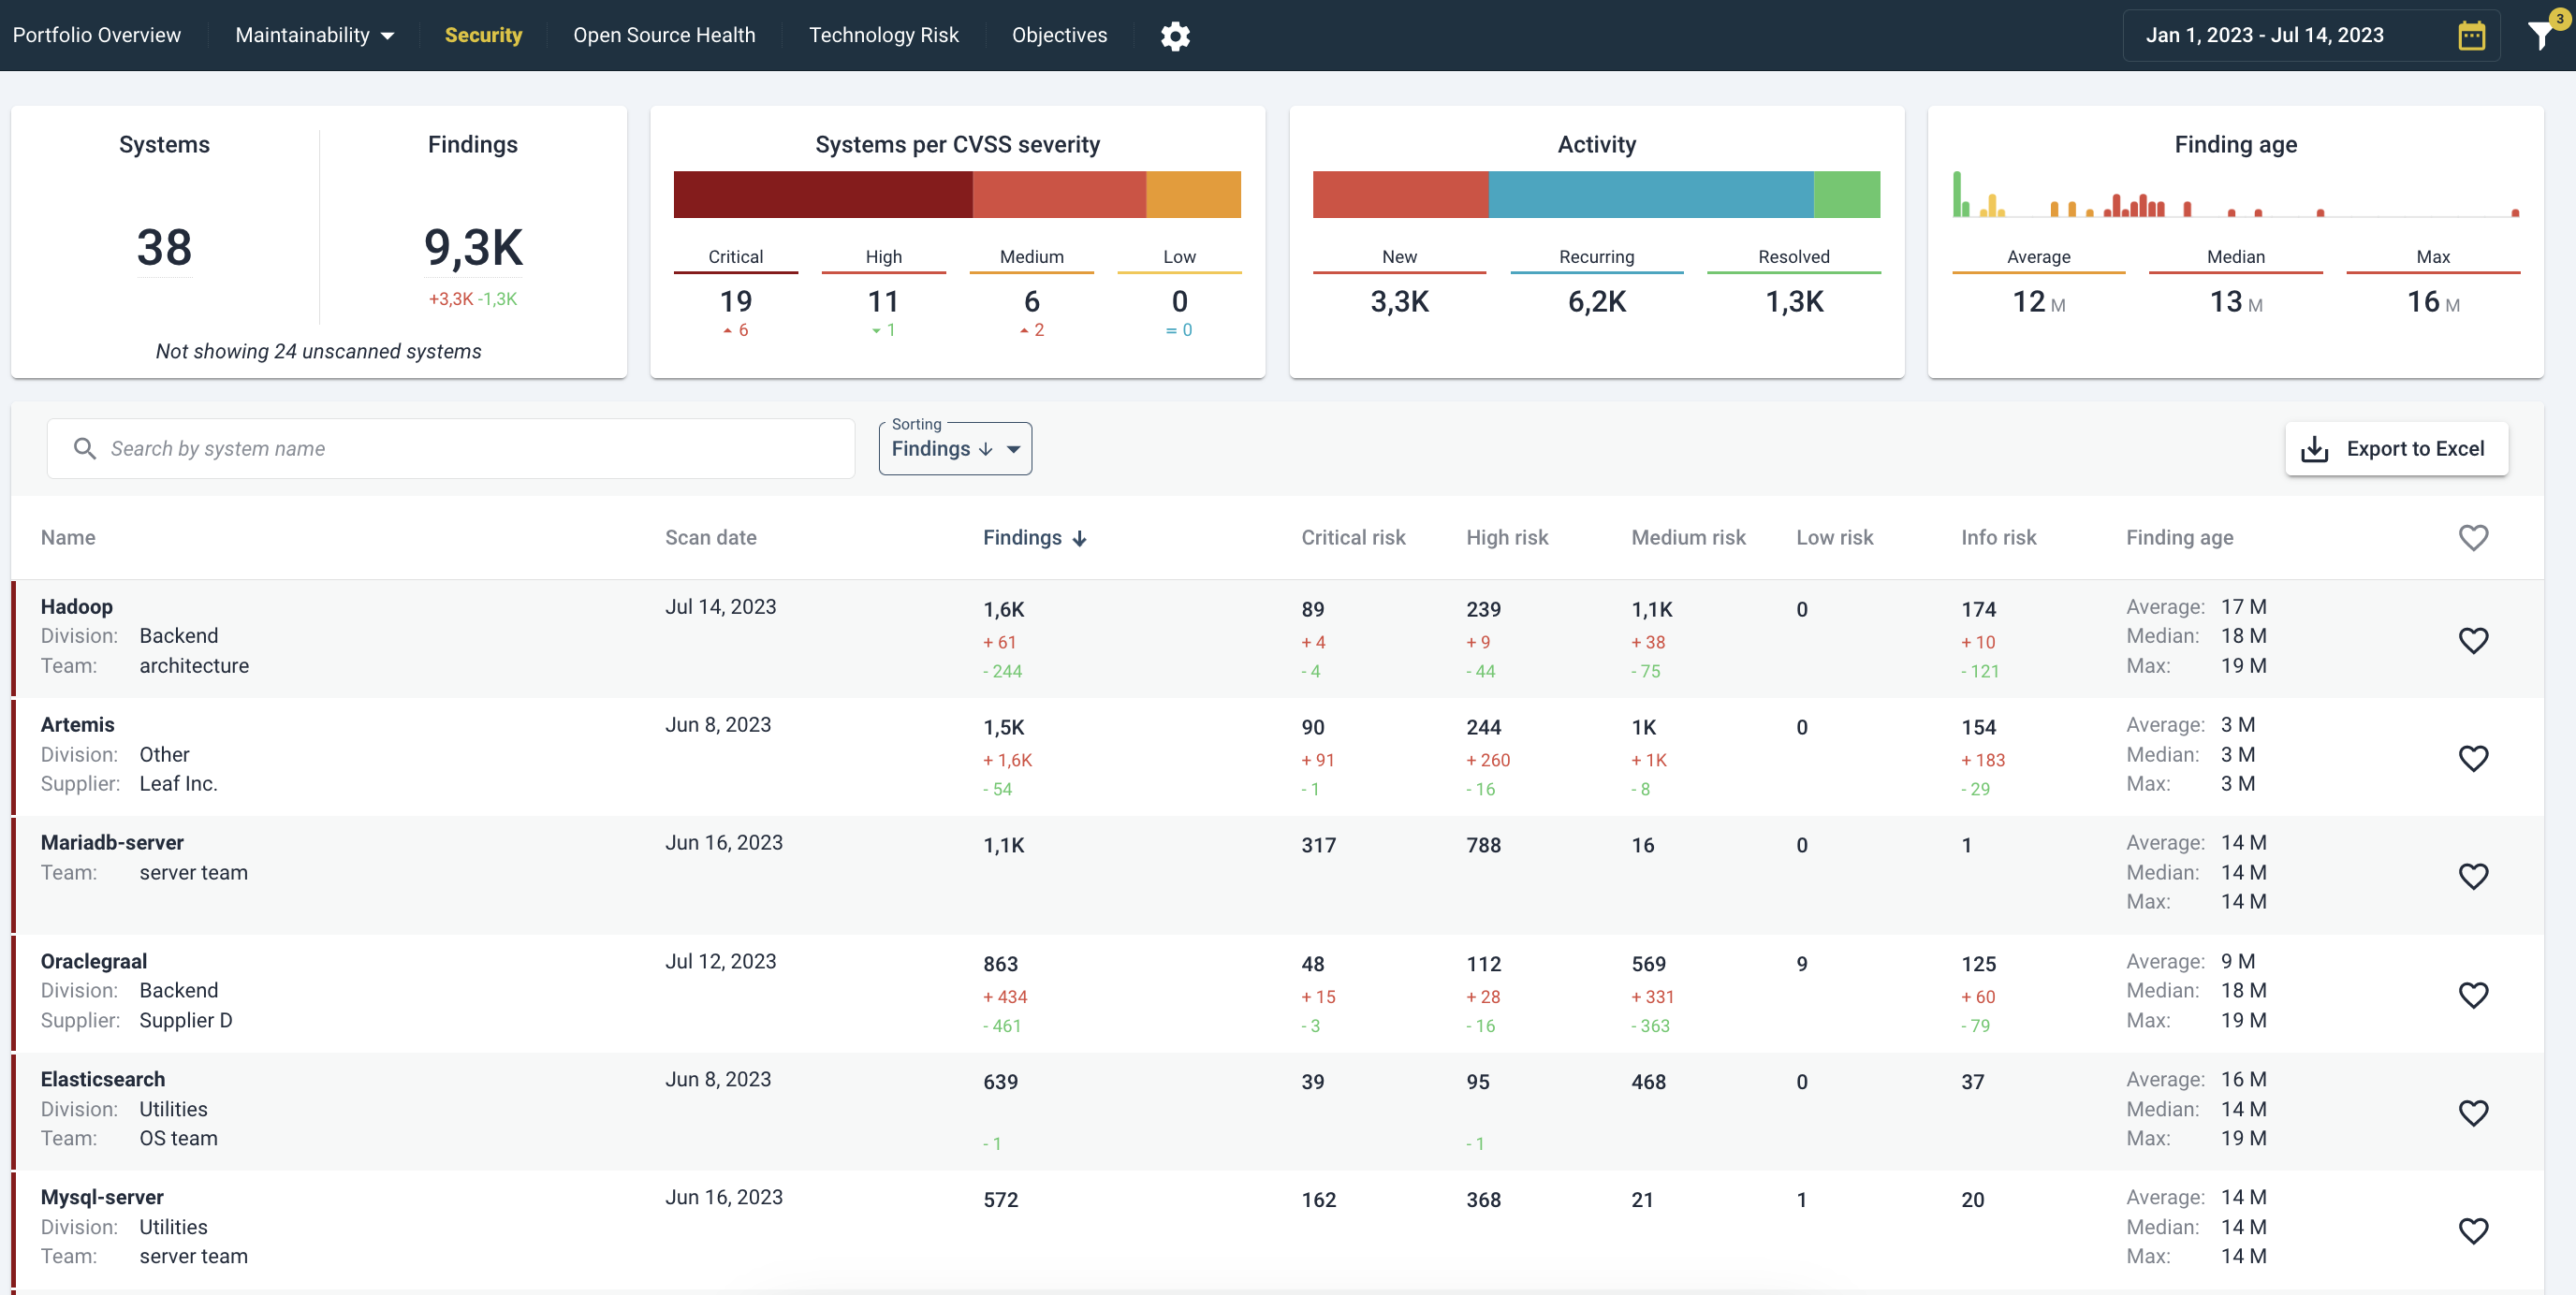 Portfolio Overview Maintainability Security Open Source Health Technology Risk Objectives Jan 1, 2023 - Jul 14, 2023 3
Systems Findings
38 9,3K
+3,3K -1,3K
Not showing 24 unscanned systems
Systems per CVSS severity
Critical High Medium Low
19 11 6 0
6 1 2 = 0
Activity
New Recurring Resolved
3,3K 6,2K 1,3K
Finding age
Average Median Max
12 M 13 M 16 M
Search by system name
Sorting
Findings ↓
Export to Excel
Name Scan date Findings ↓ Critical risk High risk Medium risk Low risk Info risk Finding age
Hadoop Jul 14, 2023 1,6K 89 239 1,1K 0 174 Average: 17 M
Division: Backend + 61 + 4 + 9 + 38 + 10 Median: 18 M
Team: architecture - 244 - 4 - 44 - 75 - 121 Max: 19 M
Artemis Jun 8, 2023 1,5K 90 244 1K 0 154 Average: 3 M
Division: Other + 1,6K + 91 + 260 + 1K + 183 Median: 3 M
Supplier: Leaf Inc. - 54 - 1 - 16 - 8 - 29 Max: 3 M
Mariadb-server Jun 16, 2023 1,1K 317 788 16 0 1 Average: 14 M
Team: server team Median: 14 M
Max: 14 M
Oraclegraal Jul 12, 2023 863 48 112 569 9 125 Average: 9 M
Division: Backend + 434 + 15 + 28 + 331 + 60 Median: 18 M
Supplier: Supplier D - 461 - 3 - 16 - 363 - 79 Max: 19 M
Elasticsearch Jun 8, 2023 639 39 95 468 0 37 Average: 16 M
Division: Utilities Median: 14 M
Team: OS team - 1 - 1 Max: 19 M
Mysql-server Jun 16, 2023 572 162 368 21 1 20 Average: 14 M
Division: Utilities Median: 14 M
Team: server team Max: 14 M